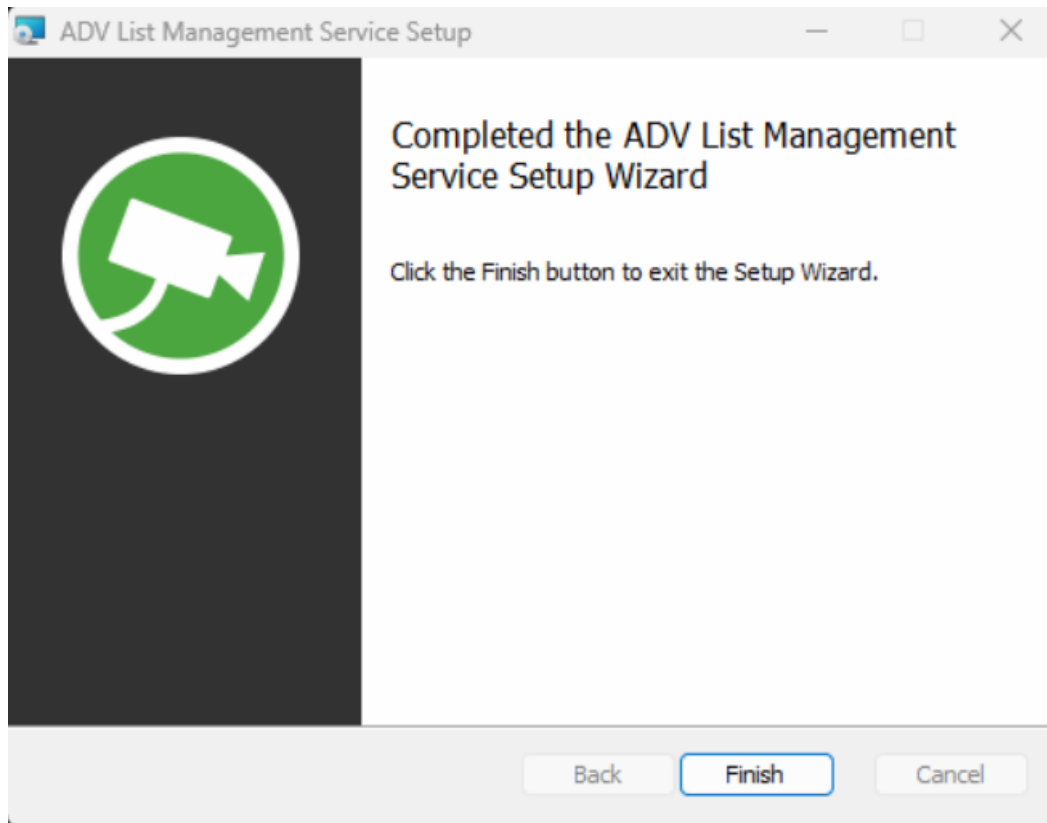 ADV List Management Service Setup
Completed the ADV List Management
Service Setup Wizard
Click the Finish button to exit the Setup Wizard.
Back
Finish
Cancel